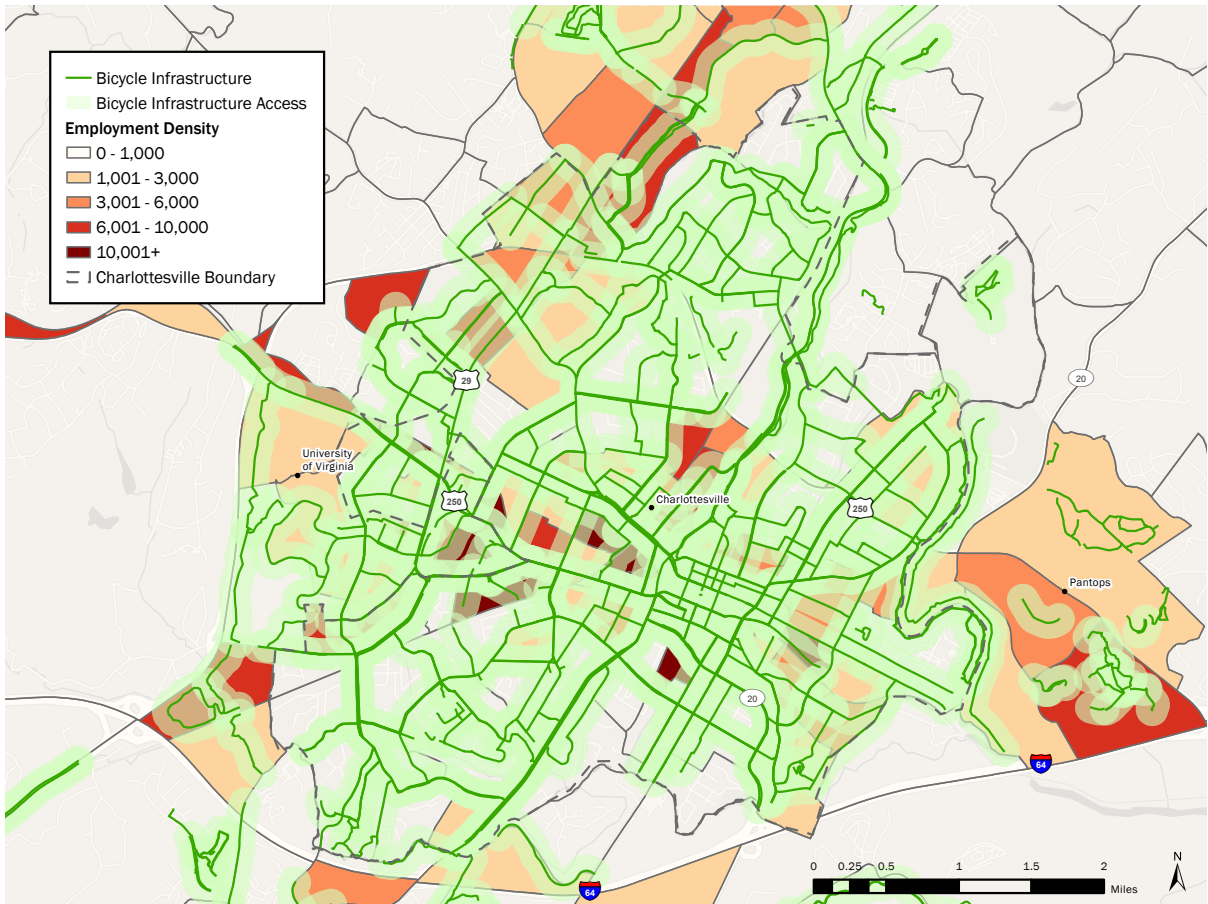 Bicycle Infrastructure
Bicycle Infrastructure Access
Employment Density
0 - 1,000
1,001 - 3,000
3,001 - 6,000
6,001 - 10,000
10,001+
Charlottesville Boundary
29
20
University
of Virginia
250
Charlottesville
250
Pantops
20
64
64
0 0.25 0.5 1 1.5 2
Miles
N